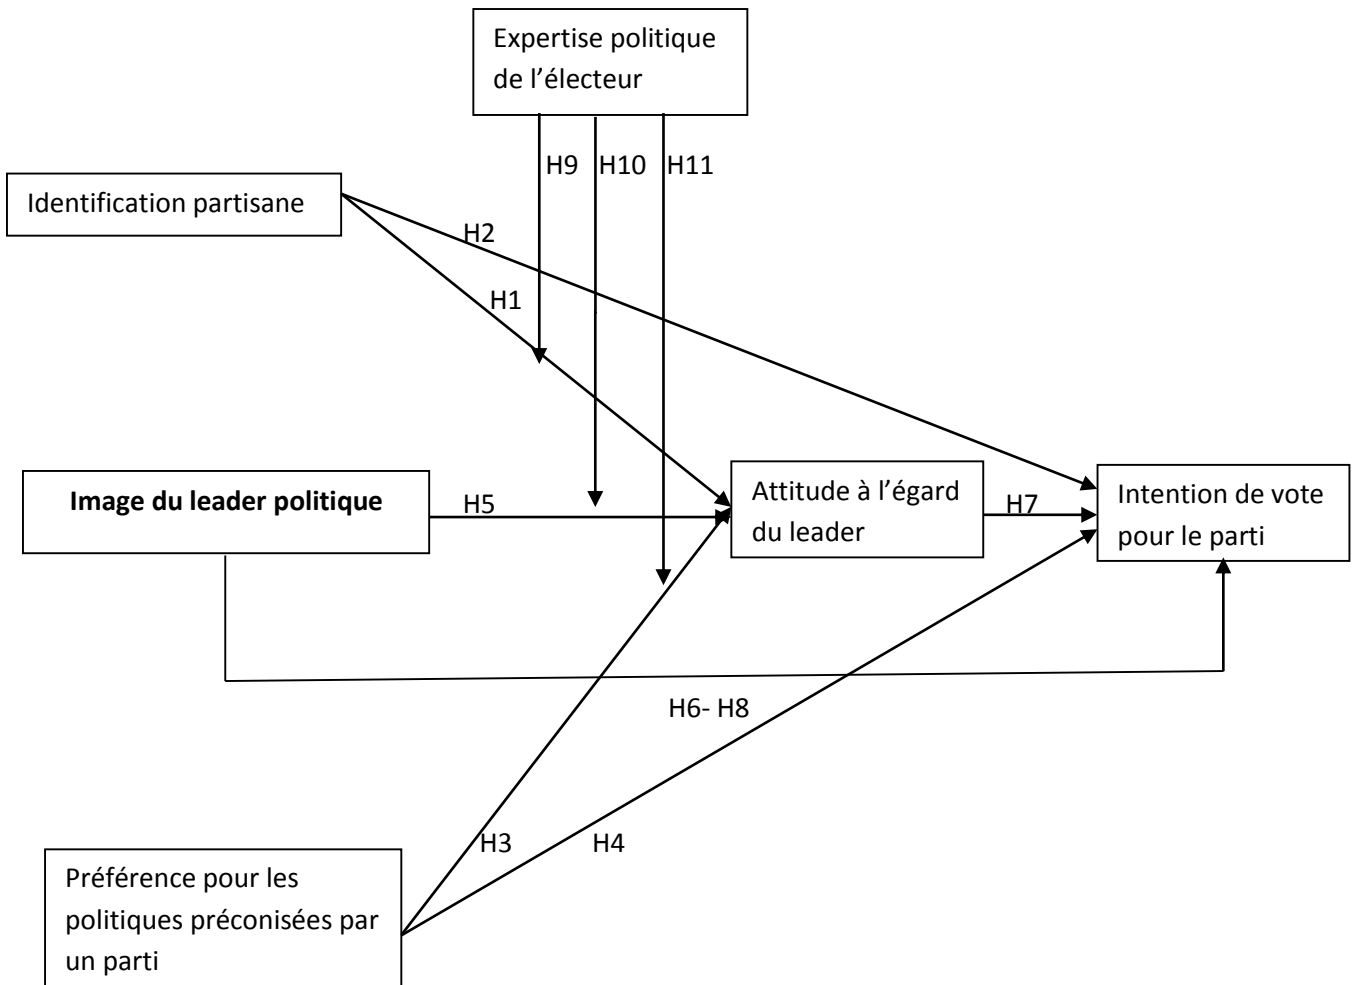 Expertise politique
de l’électeur
H9
H10
H11
Identification partisane
H2
H1
Image du leader politique
H5
Attitude à l’égard
du leader
H7
Intention de vote
pour le parti
H6- H8
H3
H4
Préférence pour les
politiques préconisées par
un parti